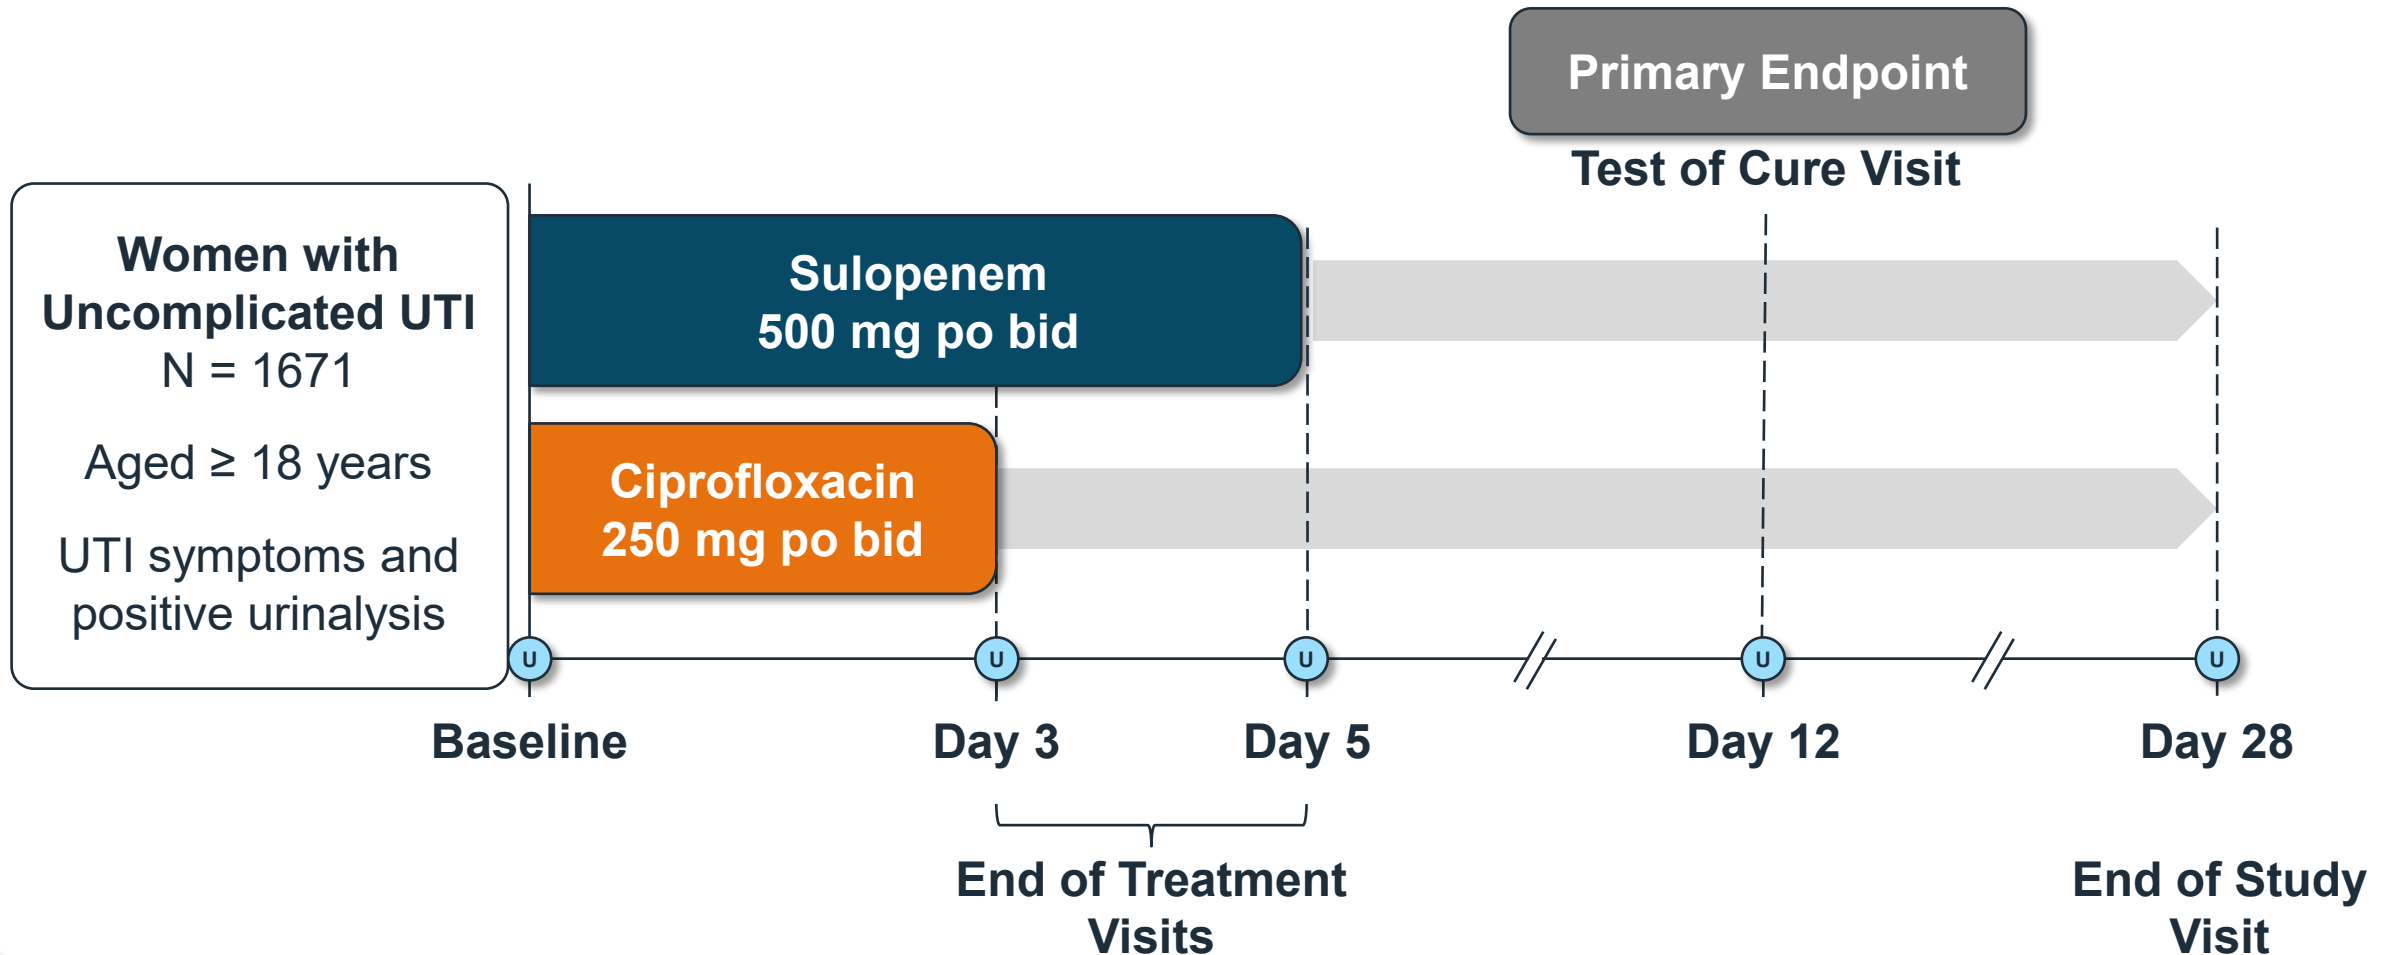 Primary Endpoint
Test of Cure Visit
Women with
Uncomplicated UTI
N = 1671
Aged ≥ 18 years
UTI symptoms and
positive urinalysis
Sulopenem
500 mg po bid
Ciprofloxacin
250 mg po bid
U
U
U
U
U
Baseline
Day 3
Day 5
Day 12
Day 28
End of Treatment
Visits
End of Study
Visit